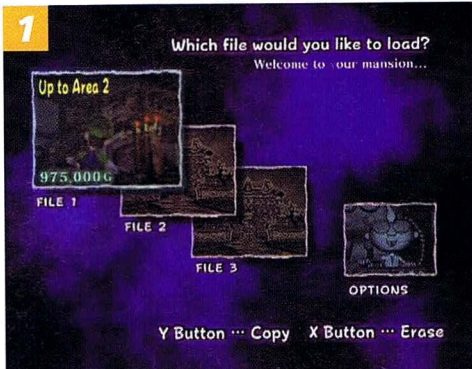 1
Which file would you like to load?
Welcome to our mansion...
Up to Area 2
975,000G
FILE 1
FILE 2
FILE 3
OPTIONS
Y Button ··· Copy X Button ··· Erase